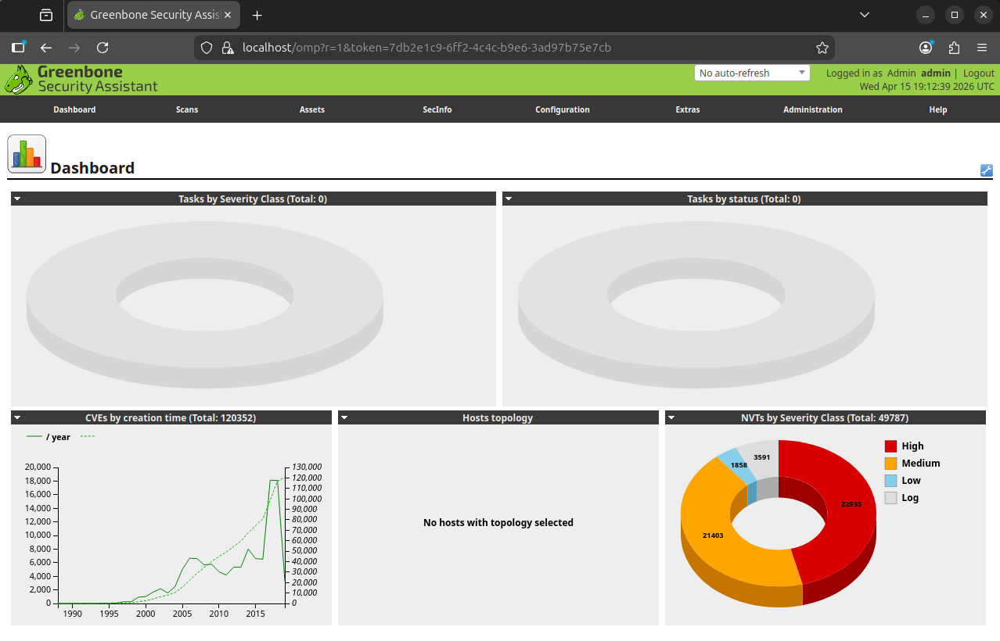 Greenbone Security Assis
localhost/omp?r=1&token=7db2e1c9-6ff2-4c4c-b9e6-3ad97b75e7cb
Greenbone
Security Assistant
No auto-refresh
Logged in as Admin admin | Logout
Wed Apr 15 19:12:39 2026 UTC
Dashboard Scans Assets SecInfo Configuration Extras Administration Help
Dashboard
Tasks by Severity Class (Total: 0)
Tasks by status (Total: 0)
CVEs by creation time (Total: 120352)
/ year
20,000
18,000
16,000
14,000
12,000
10,000
8,000
6,000
4,000
2,000
0
130,000
120,000
110,000
100,000
90,000
80,000
70,000
60,000
50,000
40,000
30,000
20,000
10,000
0
1990 1995 2000 2005 2010 2015
Hosts topology
No hosts with topology selected
NVTs by Severity Class (Total: 49787)
3591
1858
22935
21403
High
Medium
Low
Log